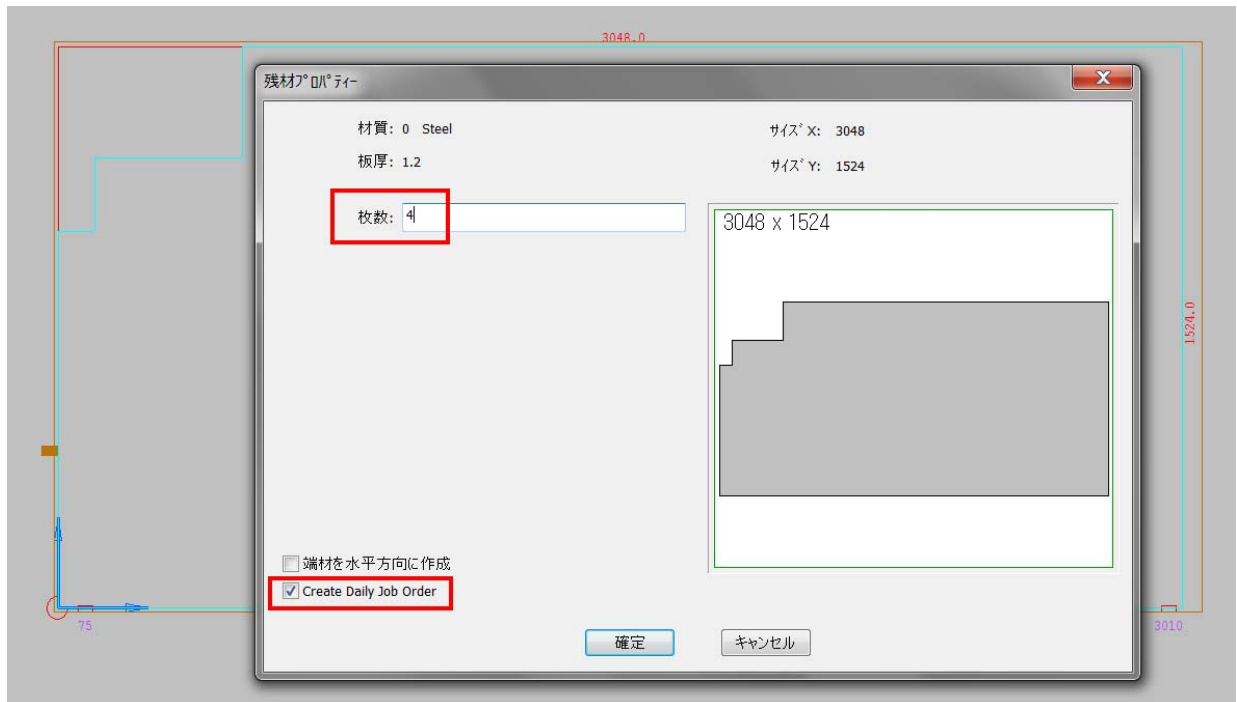 3048.0
残材ﾌﾟﾛﾊﾟﾃｨｰ
X
材質: 0 Steel
ｻｲｽﾞ X: 3048
板厚: 1.2
ｻｲｽﾞ Y: 1524
枚数: 4
3048 x 1524
1524.0
端材を水平方向に作成
Create Daily Job Order
75
3010
確定
キャンセル